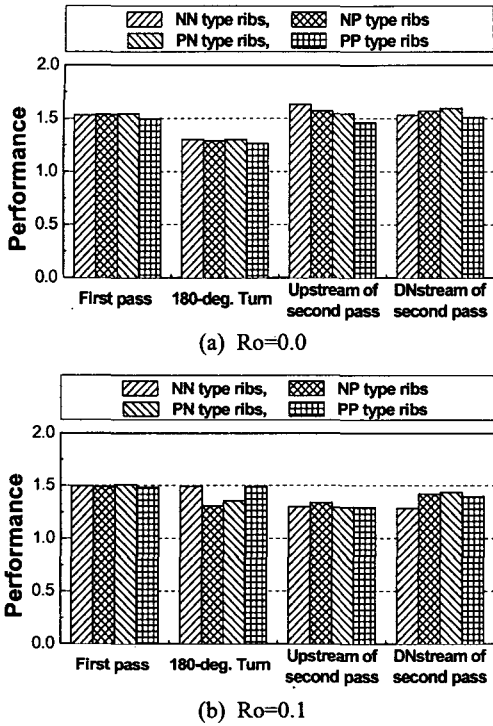 NN type ribs, NP type ribs
PN type ribs, PP type ribs
2.0
1.5
1.0
0.5
0.0
Performance
First pass 180-deg. Turn Upstream of second pass DNstream of second pass
(a) Ro=0.0
NN type ribs, NP type ribs
PN type ribs, PP type ribs
2.0
1.5
1.0
0.5
0.0
Performance
First pass 180-deg. Turn Upstream of second pass DNstream of second pass
(b) Ro=0.1